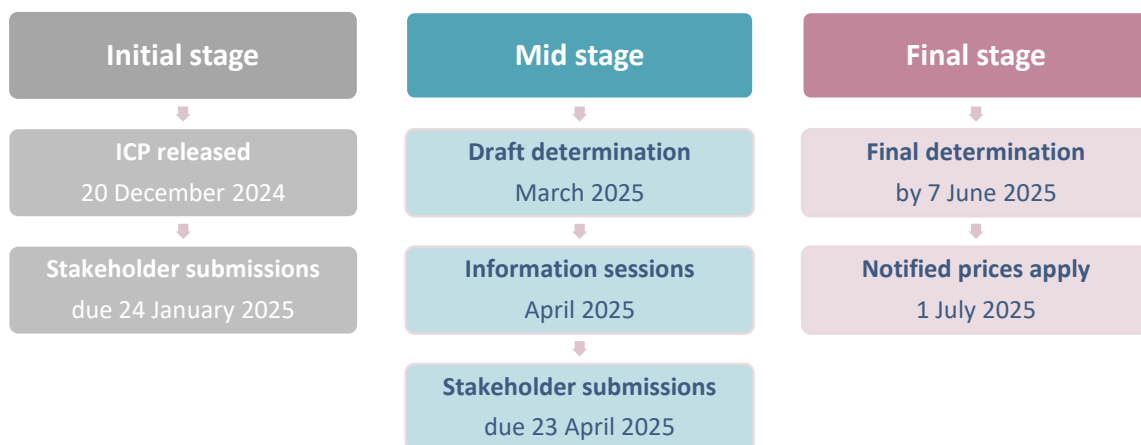 Initial stage
ICP released
20 December 2024
Stakeholder submissions
due 24 January 2025
Mid stage
Draft determination
March 2025
Information sessions
April 2025
Stakeholder submissions
due 23 April 2025
Final stage
Final determination
by 7 June 2025
Notified prices apply
1 July 2025